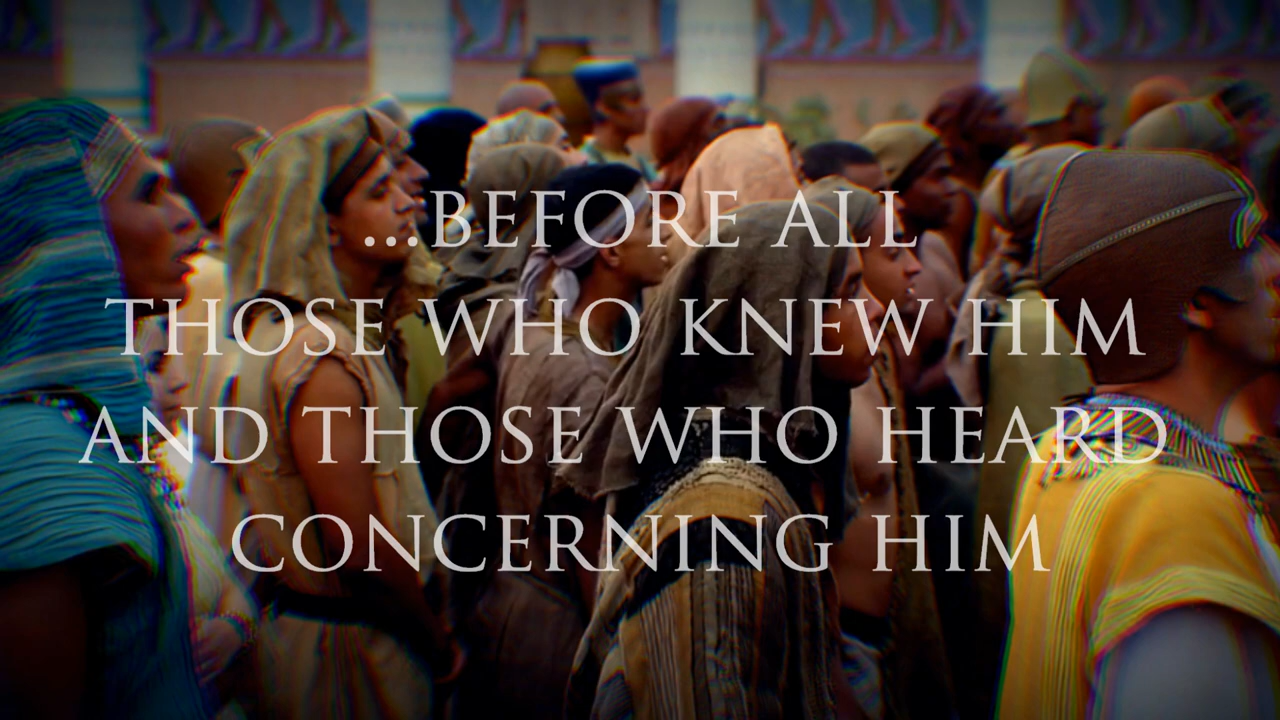 ...BEFORE ALL
THOSE WHO KNEW HIM
AND THOSE WHO HEARD
CONCERNING HIM